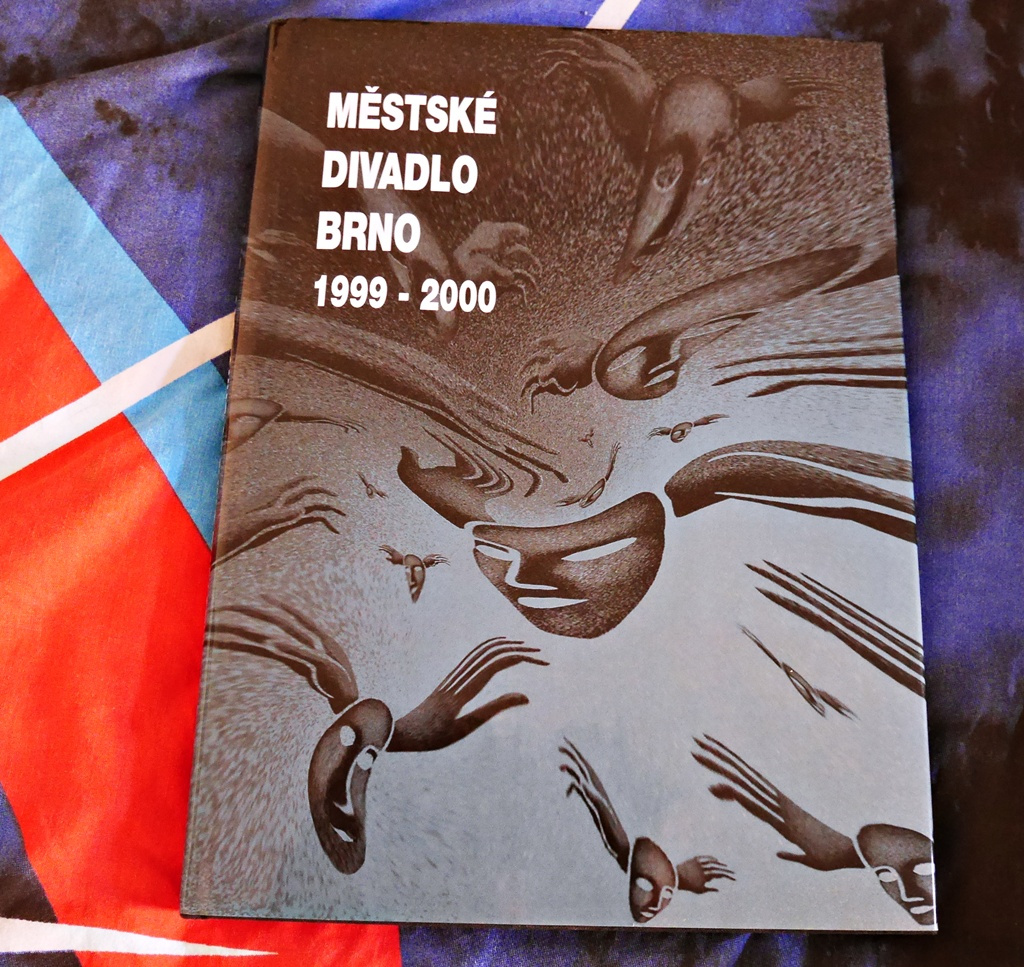 MĚSTSKÉ
DIVADLO
BRNO
1999 - 2000